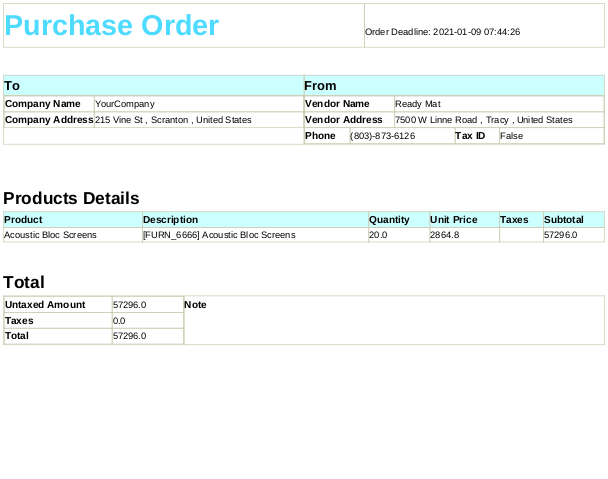 Purchase Order
Order Deadline: 2021-01-09 07:44:26
To From
Company Name YourCompany Vendor Name Ready Mat
Company Address 215 Vine St , Scranton , United States Vendor Address 7500 W Linne Road , Tracy , United States
Phone (803)-873-6126 Tax ID False
Products Details
Product Description Quantity Unit Price Taxes Subtotal
Acoustic Bloc Screens [FURN_6666] Acoustic Bloc Screens 20.0 2864.8 57296.0
Total
Untaxed Amount 57296.0 Note
Taxes 0.0
Total 57296.0